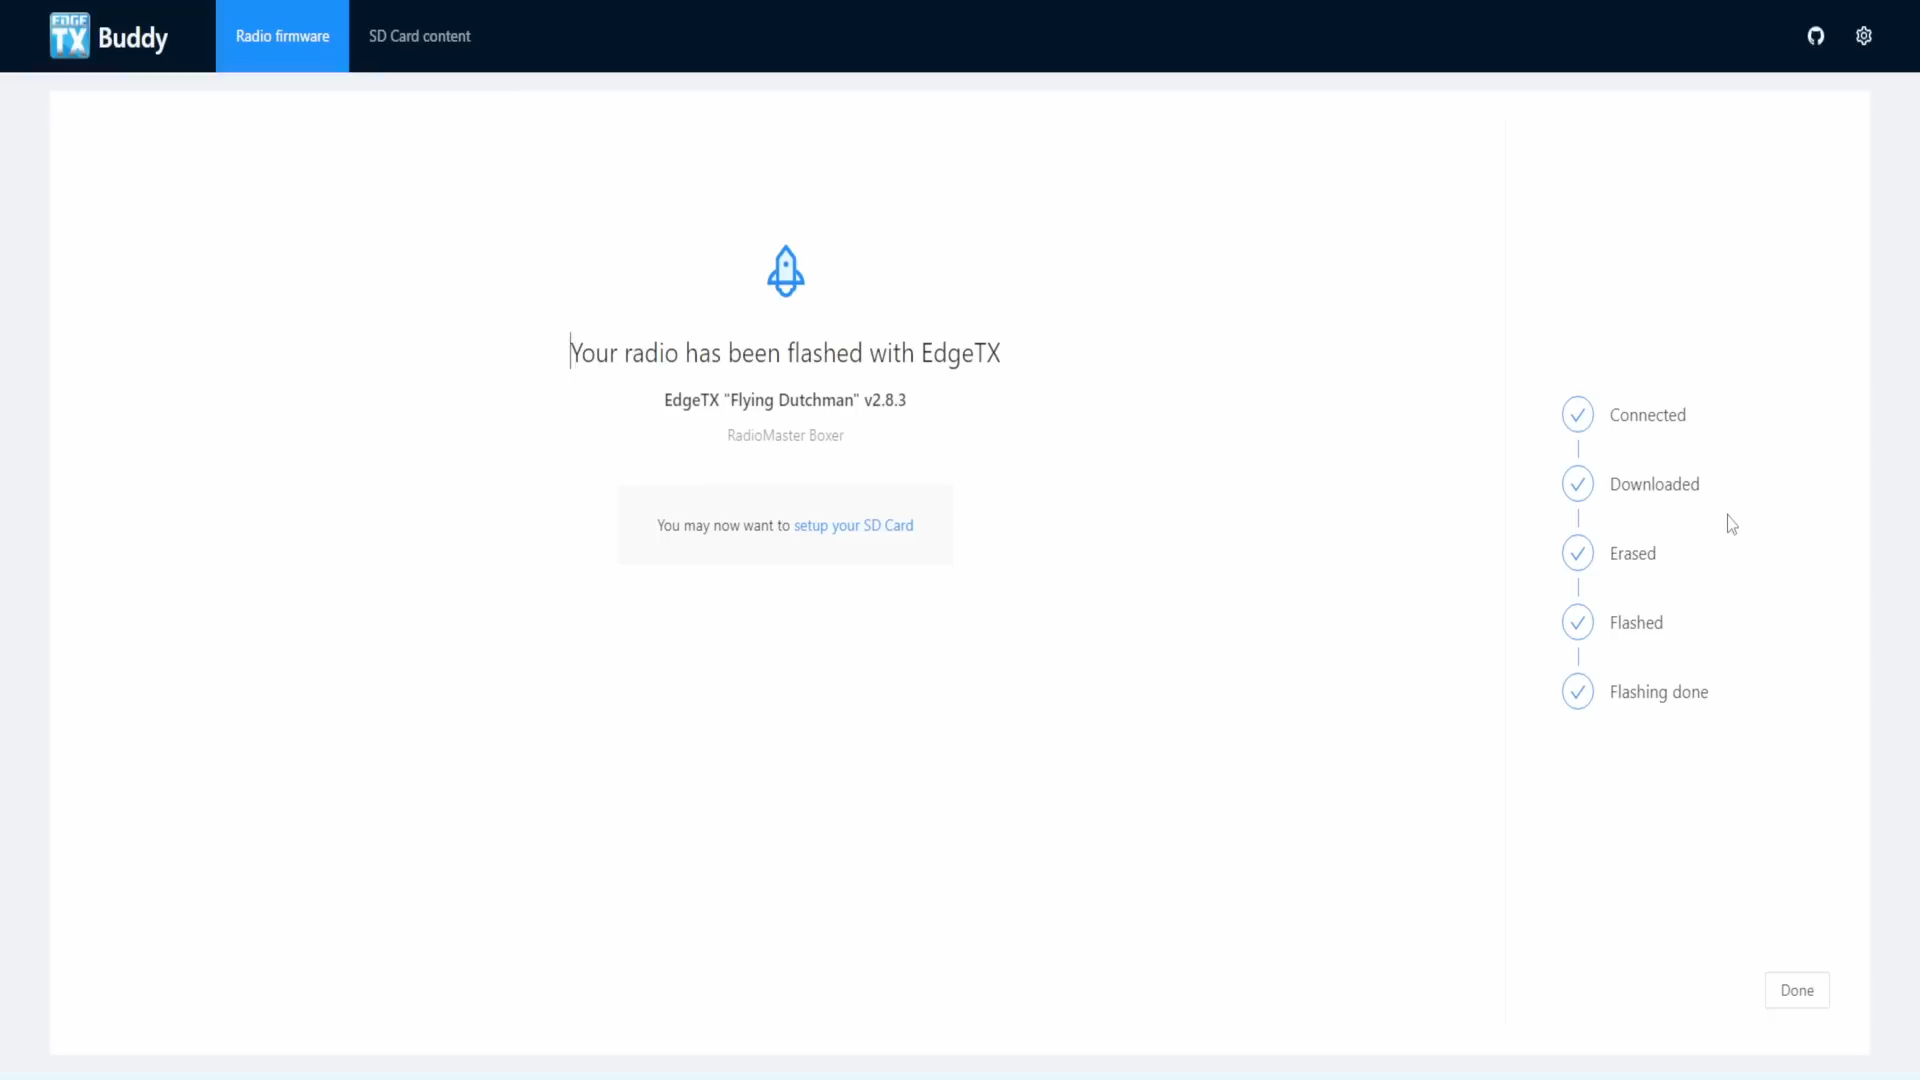 EDGE TX Buddy
Radio firmware
SD Card content
Your radio has been flashed with EdgeTX
EdgeTX "Flying Dutchman" v2.8.3
RadioMaster Boxer
You may now want to setup your SD Card
Connected
Downloaded
Erased
Flashed
Flashing done
Done